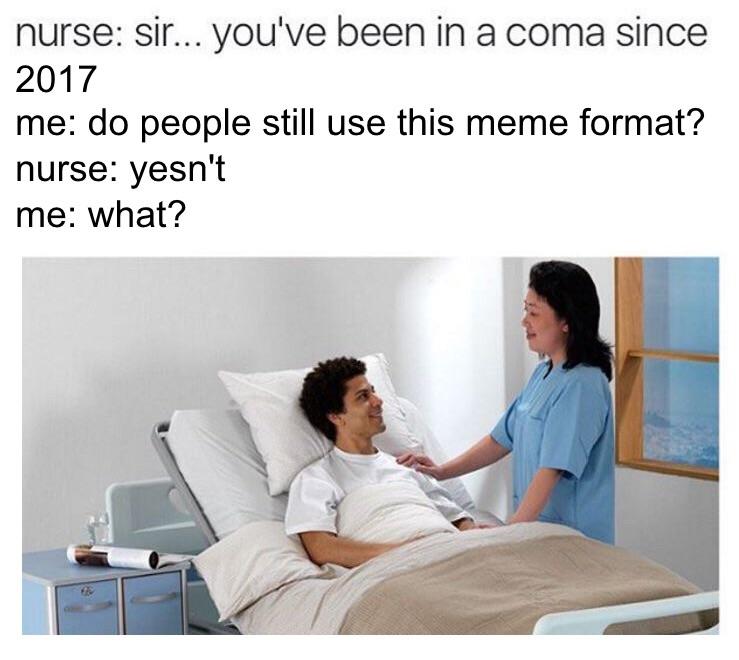 nurse: sir... you've been in a coma since
2017
me: do people still use this meme format?
nurse: yesn't
me: what?